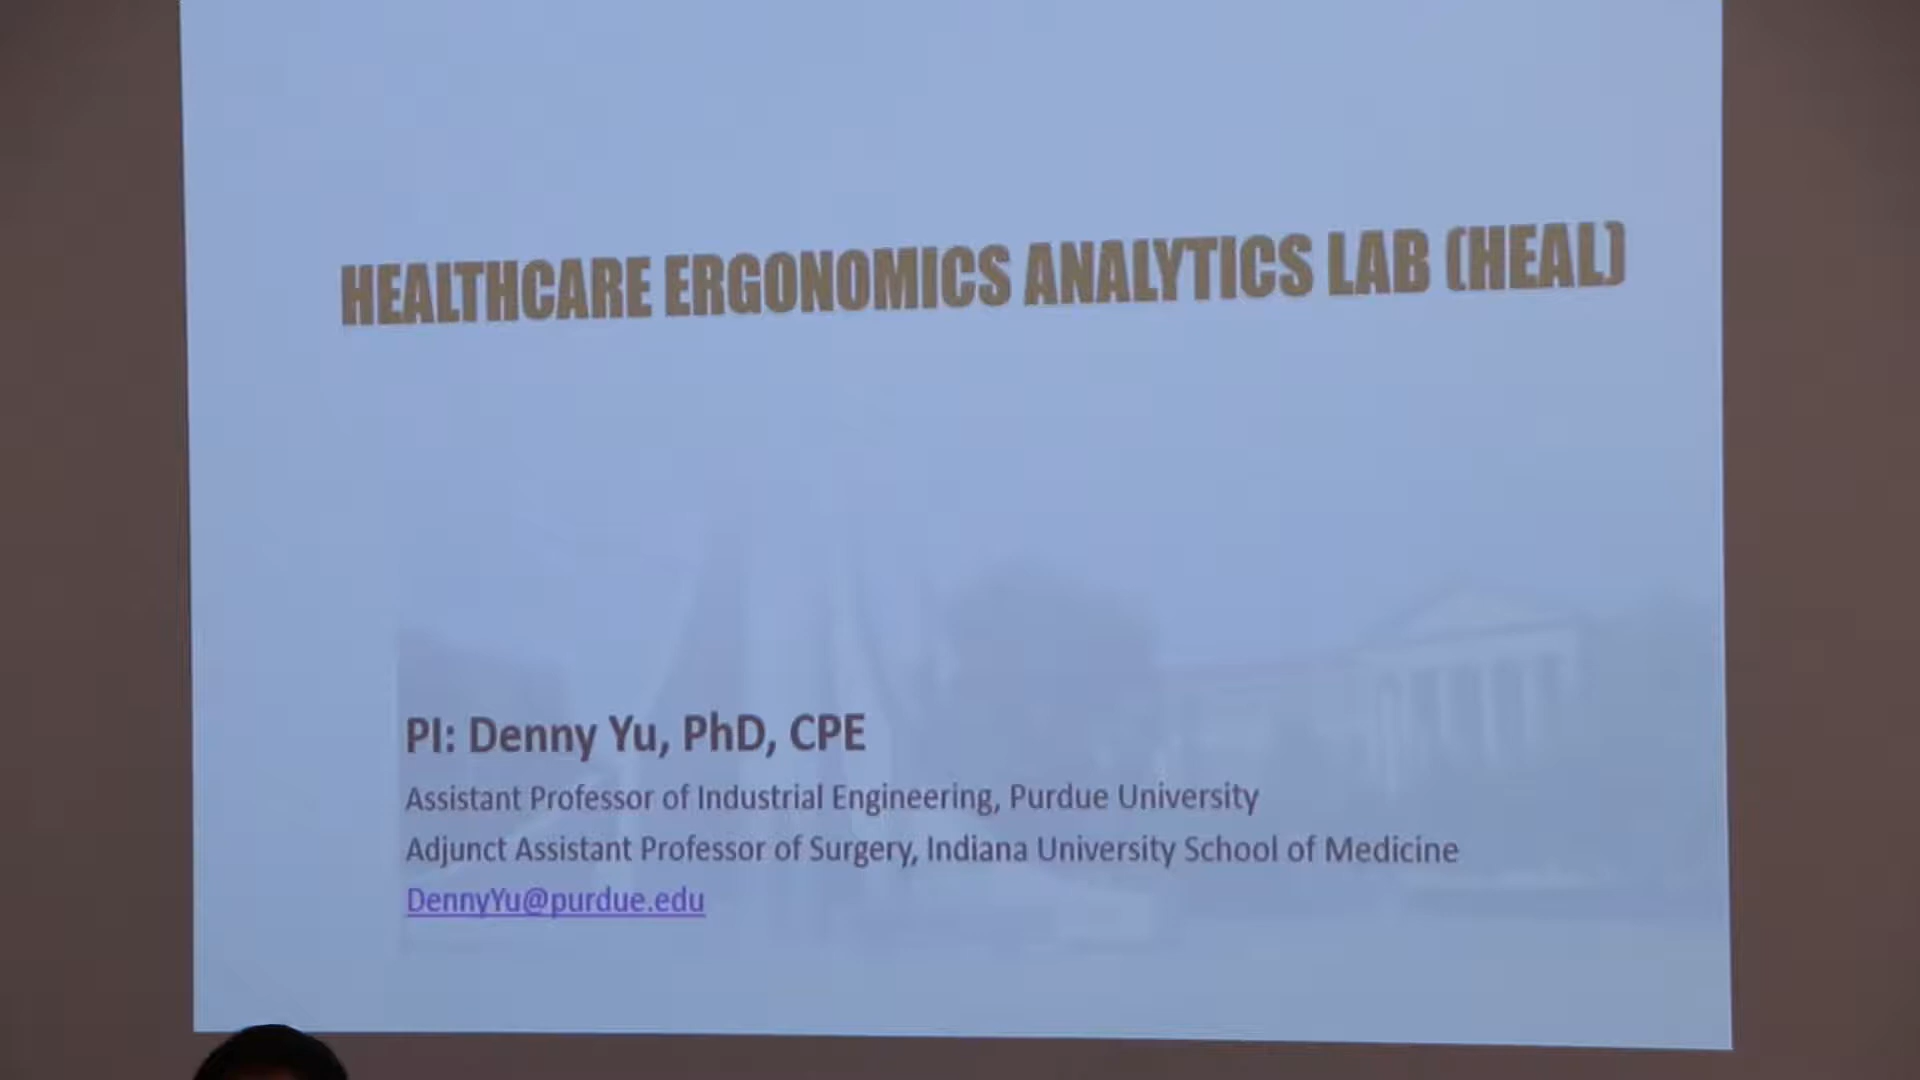 HEALTHCARE ERGONOMICS ANALYTICS LAB (HEAL)
PI: Denny Yu, PhD, CPE
Assistant Professor of Industrial Engineering, Purdue University
Adjunct Assistant Professor of Surgery, Indiana University School of Medicine
DennyYu@purdue.edu